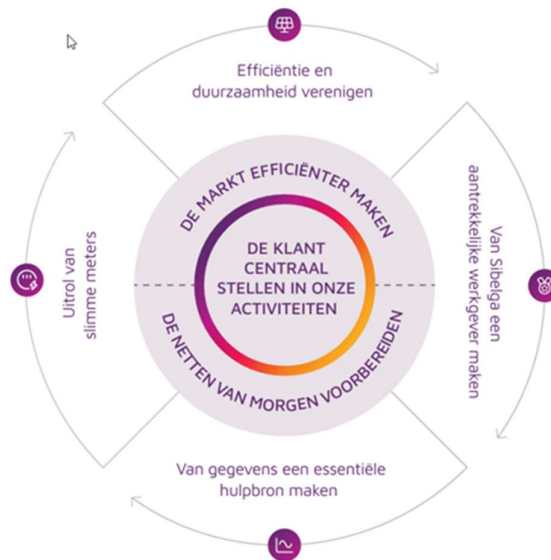 Efficiëntie en
duurzaamheid verenigen
DE MARKT EFFICIËNTER MAKEN
DE KLANT
CENTRAAL
STELLEN IN ONZE
ACTIVITEITEN
DE NETTEN VAN MORGEN VOORBEREIDEN
Van Sibelga een
aantrekkelijke werkgever maken
Van gegevens een essentiële
hulpbron maken
Uitrol van
slimme meters